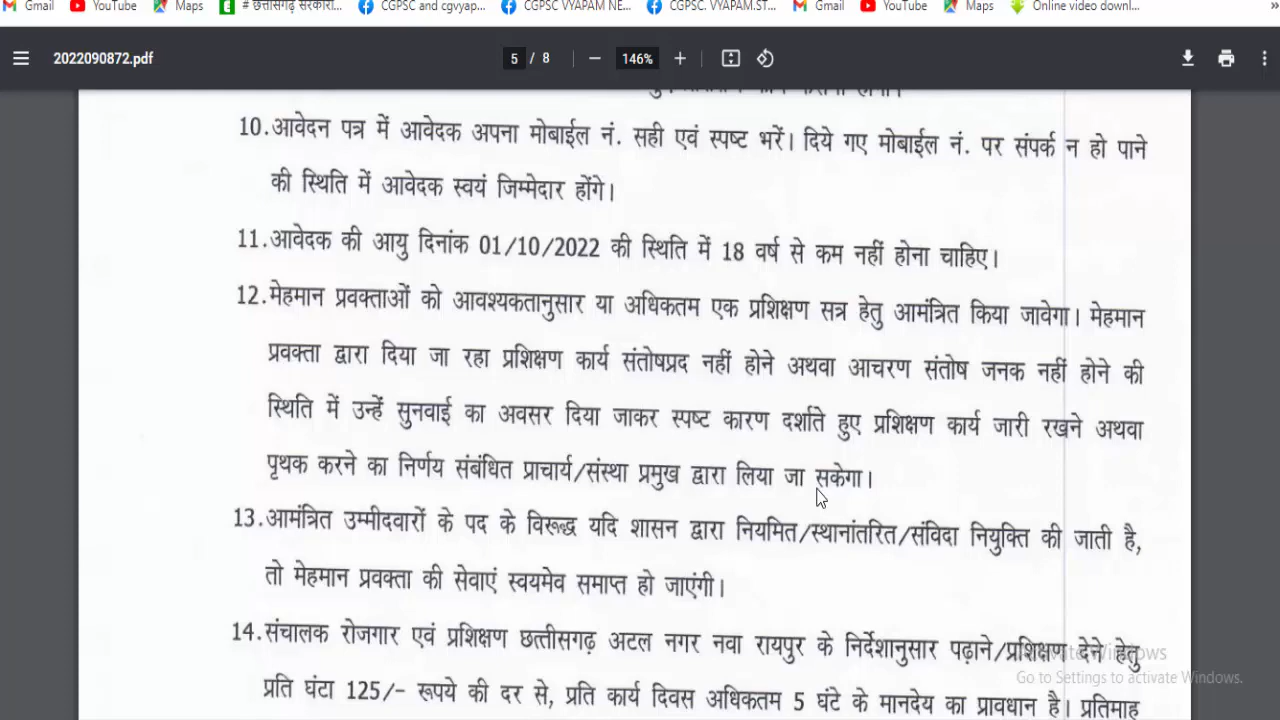 Gmail YouTube Maps # छत्तीसगढ़ सरकारी... CGPSC and cgvyap... CGPSC VYAPAM NE... CGPSC. VYAPAM.ST... Gmail YouTube Maps Online video downl... »
2022090872.pdf 5 / 8 — 146% +
10. आवेदन पत्र में आवेदक अपना मोबाईल नं. सही एवं स्पष्ट भरें। दिये गए मोबाईल नं. पर संपर्क न हो पाने
की स्थिति में आवेदक स्वयं जिम्मेदार होंगे।
11. आवेदक की आयु दिनांक 01/10/2022 की स्थिति में 18 वर्ष से कम नहीं होना चाहिए।
12. मेहमान प्रवक्ताओं को आवश्यकतानुसार या अधिकतम एक प्रशिक्षण सत्र हेतु आमंत्रित किया जावेगा। मेहमान
प्रवक्ता द्वारा दिया जा रहा प्रशिक्षण कार्य संतोषप्रद नहीं होने अथवा आचरण संतोष जनक नहीं होने की
स्थिति में उन्हें सुनवाई का अवसर दिया जाकर स्पष्ट कारण दर्शाते हुए प्रशिक्षण कार्य जारी रखने अथवा
पृथक करने का निर्णय संबंधित प्राचार्य/संस्था प्रमुख द्वारा लिया जा सकेगा।
13. आमंत्रित उम्मीदवारों के पद के विरूद्ध यदि शासन द्वारा नियमित/स्थानांतरित/संविदा नियुक्ति की जाती है,
तो मेहमान प्रवक्ता की सेवाएं स्वयमेव समाप्त हो जाएंगी।
14. संचालक रोजगार एवं प्रशिक्षण छत्तीसगढ़ अटल नगर नवा रायपुर के निर्देशानुसार पढ़ाने/प्रशिक्षण देने हेतु
Activate Windows
Go to Settings to activate Windows.
प्रति घंटा 125/- रूपये की दर से, प्रति कार्य दिवस अधिकतम 5 घंटे के मानदेय का प्रावधान है। प्रतिमाह